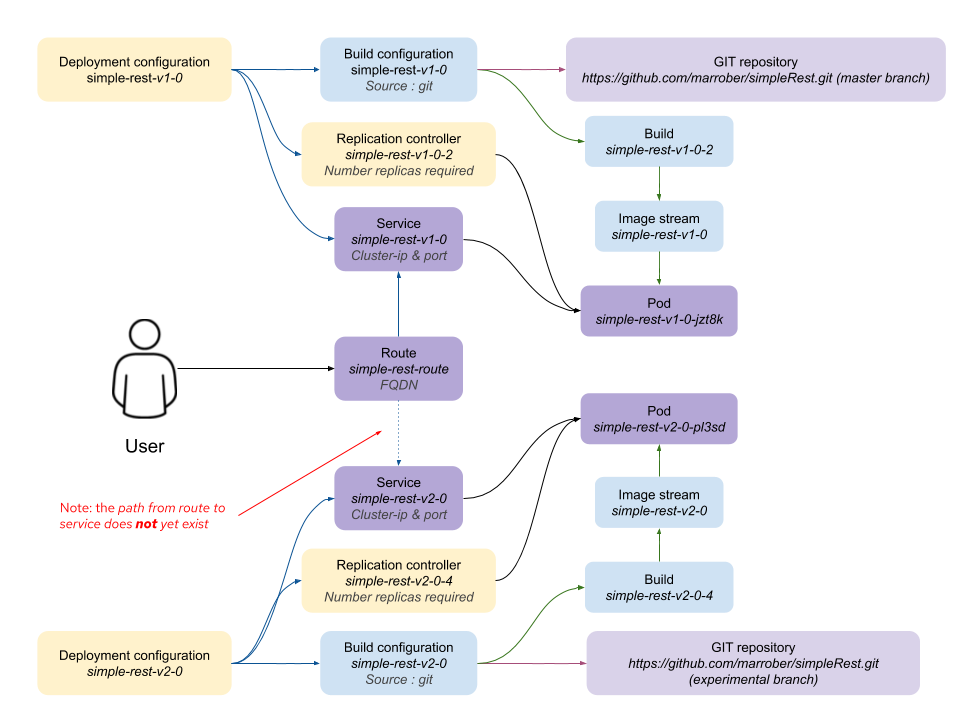 Deployment configuration
simple-rest-v1-0
Build configuration
simple-rest-v1-0
Source : git
GIT repository
https://github.com/marrober/simpleRest.git (master branch)
Replication controller
simple-rest-v1-0-2
Number replicas required
Build
simple-rest-v1-0-2
Service
simple-rest-v1-0
Cluster-ip & port
Image stream
simple-rest-v1-0
Pod
simple-rest-v1-0-jzt8k
Route
simple-rest-route
FQDN
User
Pod
simple-rest-v2-0-pl3sd
Note: the path from route to
service does not yet exist
Service
simple-rest-v2-0
Cluster-ip & port
Image stream
simple-rest-v2-0
Replication controller
simple-rest-v2-0-4
Number replicas required
Build
simple-rest-v2-0-4
Deployment configuration
simple-rest-v2-0
Build configuration
simple-rest-v2-0
Source : git
GIT repository
https://github.com/marrober/simpleRest.git
(experimental branch)